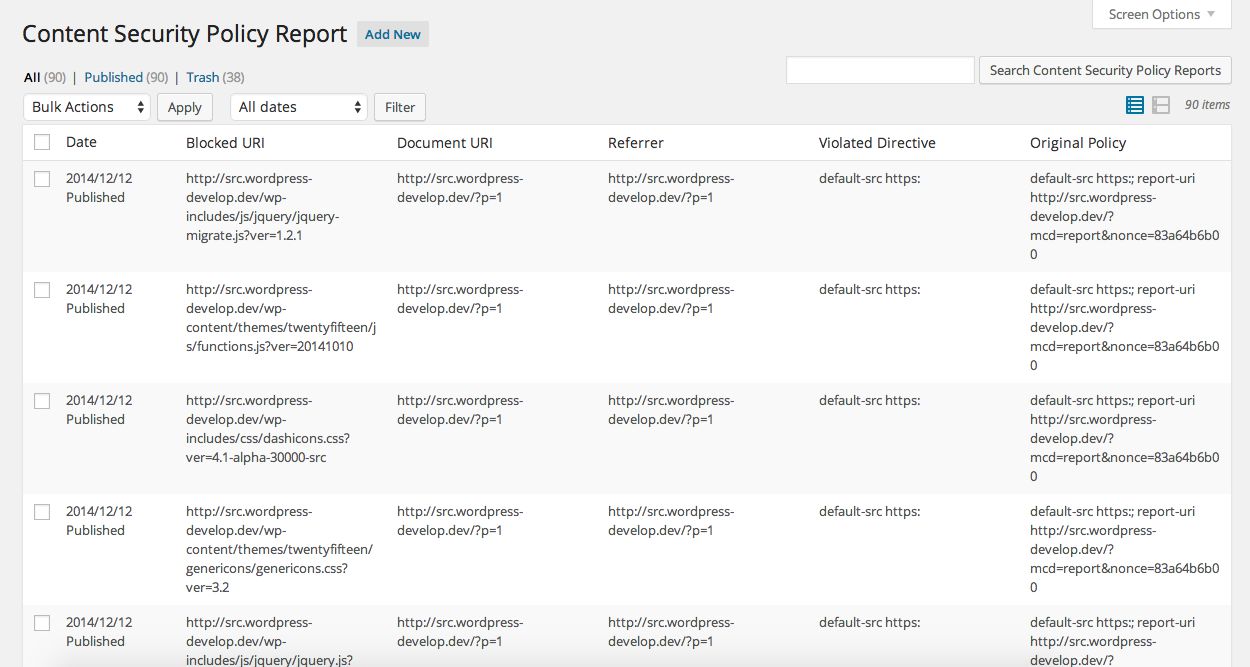 Screen Options
Content Security Policy Report Add New
All (90) | Published (90) | Trash (38)
Search Content Security Policy Reports
Bulk Actions Apply All dates Filter
90 items
Date Blocked URI Document URI Referrer Violated Directive Original Policy
2014/12/12 http://src.wordpress- http://src.wordpress- http://src.wordpress- default-src https: default-src https:; report-uri
Published develop.dev/wp- develop.dev/?p=1 develop.dev/?p=1 http://src.wordpress-
includes/js/jquery/jquery- develop.dev/?
migrate.js?ver=1.2.1 mcd=report&nonce=83a64b6b0
0
2014/12/12 http://src.wordpress- http://src.wordpress- http://src.wordpress- default-src https: default-src https:; report-uri
Published develop.dev/wp- develop.dev/?p=1 develop.dev/?p=1 http://src.wordpress-
content/themes/twentyfifteen/j develop.dev/?
s/functions.js?ver=20141010 mcd=report&nonce=83a64b6b0
0
2014/12/12 http://src.wordpress- http://src.wordpress- http://src.wordpress- default-src https: default-src https:; report-uri
Published develop.dev/wp- develop.dev/?p=1 develop.dev/?p=1 http://src.wordpress-
includes/css/dashicons.css? develop.dev/?
ver=4.1-alpha-30000-src mcd=report&nonce=83a64b6b0
0
2014/12/12 http://src.wordpress- http://src.wordpress- http://src.wordpress- default-src https: default-src https:; report-uri
Published develop.dev/wp- develop.dev/?p=1 develop.dev/?p=1 http://src.wordpress-
content/themes/twentyfifteen/ develop.dev/?
genericons/genericons.css? mcd=report&nonce=83a64b6b0
ver=3.2 0
2014/12/12 http://src.wordpress- http://src.wordpress- http://src.wordpress- default-src https: default-src https:; report-uri
Published develop.dev/wp- develop.dev/?p=1 develop.dev/?p=1 http://src.wordpress-
includes/js/jquery/jquery.js? develop.dev/?